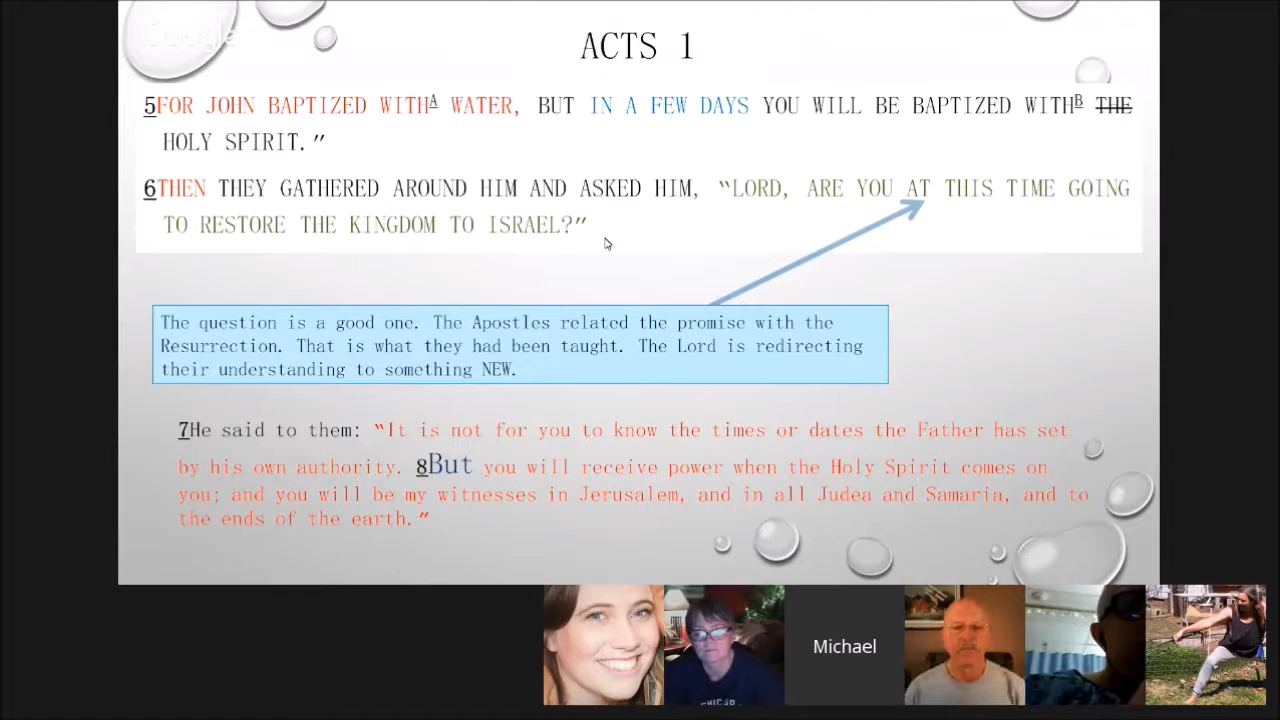 Google
ACTS 1
5FOR JOHN BAPTIZED WITHA WATER, BUT IN A FEW DAYS YOU WILL BE BAPTIZED WITHB THE
HOLY SPIRIT.”
6THEN THEY GATHERED AROUND HIM AND ASKED HIM, “LORD, ARE YOU AT THIS TIME GOING
TO RESTORE THE KINGDOM TO ISRAEL?”
The question is a good one. The Apostles related the promise with the
Resurrection. That is what they had been taught. The Lord is redirecting
their understanding to something NEW.
7He said to them: “It is not for you to know the times or dates the Father has set
by his own authority. 8But you will receive power when the Holy Spirit comes on
you; and you will be my witnesses in Jerusalem, and in all Judea and Samaria, and to
the ends of the earth.”
Michael